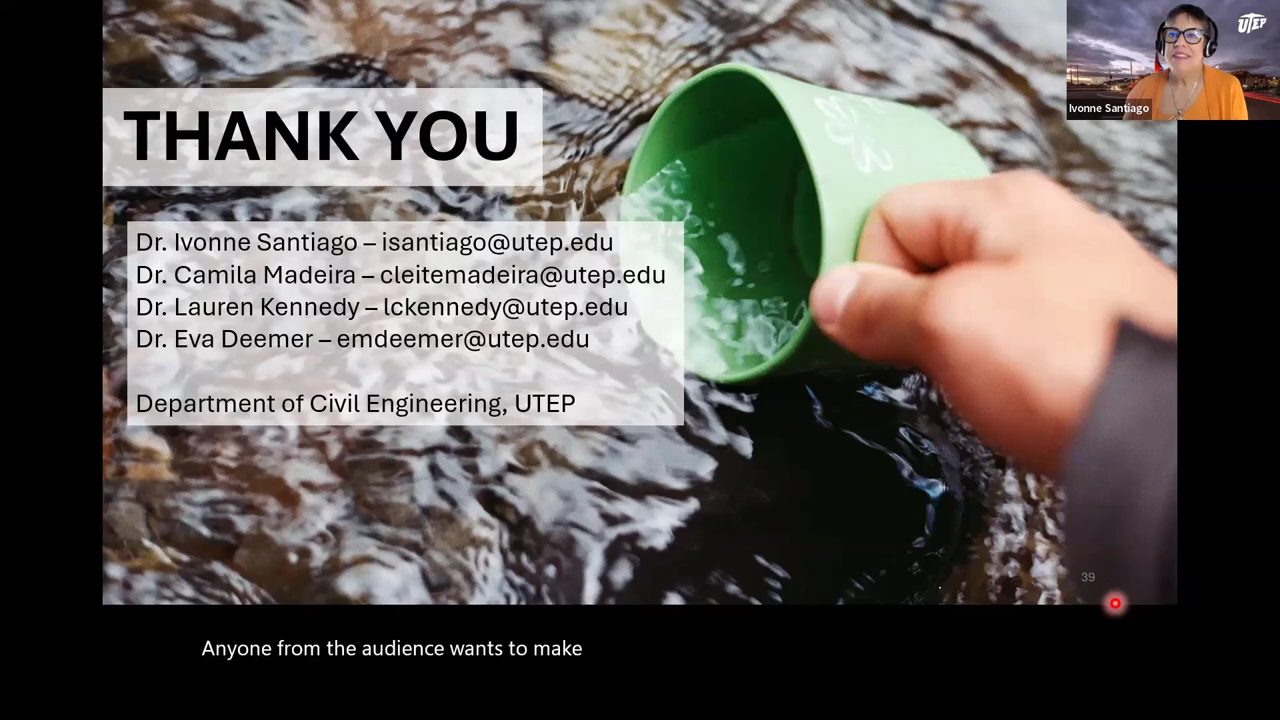 UTEP
Ivonne Santiago
THANK YOU
Dr. Ivonne Santiago – isantiago@utep.edu
Dr. Camila Madeira – cleitemadeira@utep.edu
Dr. Lauren Kennedy – lckennedy@utep.edu
Dr. Eva Deemer – emdeemer@utep.edu
Department of Civil Engineering, UTEP
39
Anyone from the audience wants to make